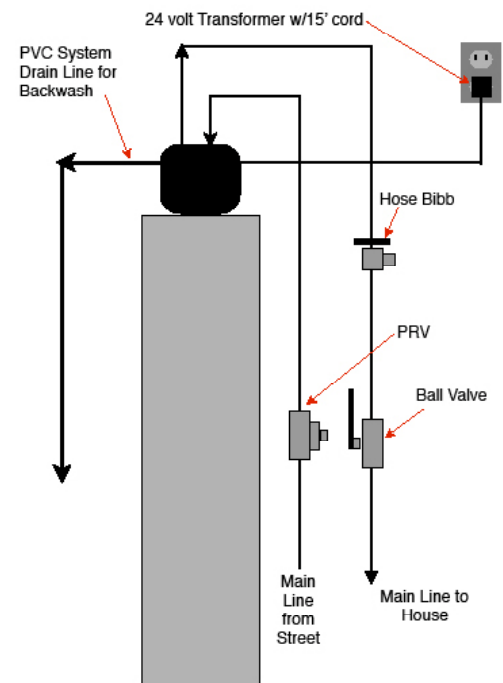 24 volt Transformer w/15' cord
PVC System
Drain Line for
Backwash
Hose Bibb
PRV
Ball Valve
Main
Line
from
Street
Main Line to
House